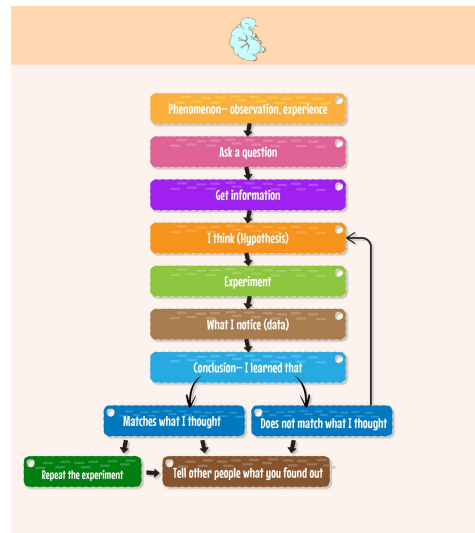 Phenomenon– observation, experience
Ask a question
Get information
I think (Hypothesis)
Experiment
What I notice (data)
Conclusion– I learned that
Matches what I thought
Does not match what I thought
Repeat the experiment
Tell other people what you found out